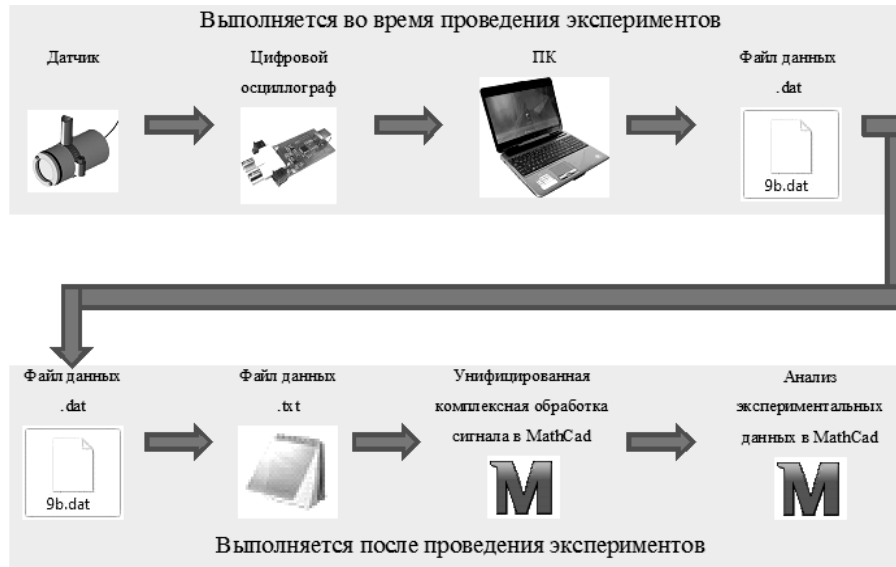 Выполняется во время проведения экспериментов
Датчик
Цифровой
осциллограф
ПК
Файл данных
.dat
9b.dat
Файл данных
.dat
9b.dat
Файл данных
.txt
Унифицированная
комплексная обработка
сигнала в MathCad
Анализ
экспериментальных
данных в MathCad
Выполняется после проведения экспериментов